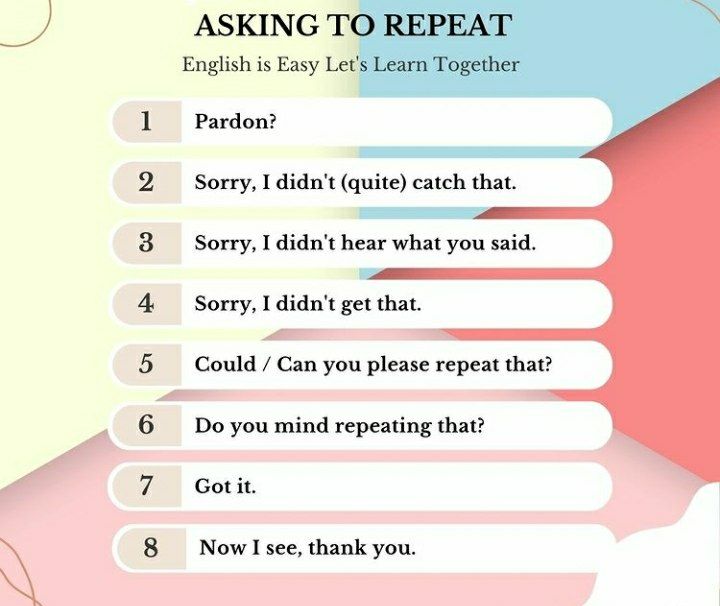 ASKING TO REPEAT
English is Easy Let's Learn Together
1 Pardon?
2 Sorry, I didn't (quite) catch that.
3 Sorry, I didn't hear what you said.
4 Sorry, I didn't get that.
5 Could / Can you please repeat that?
6 Do you mind repeating that?
7 Got it.
8 Now I see, thank you.